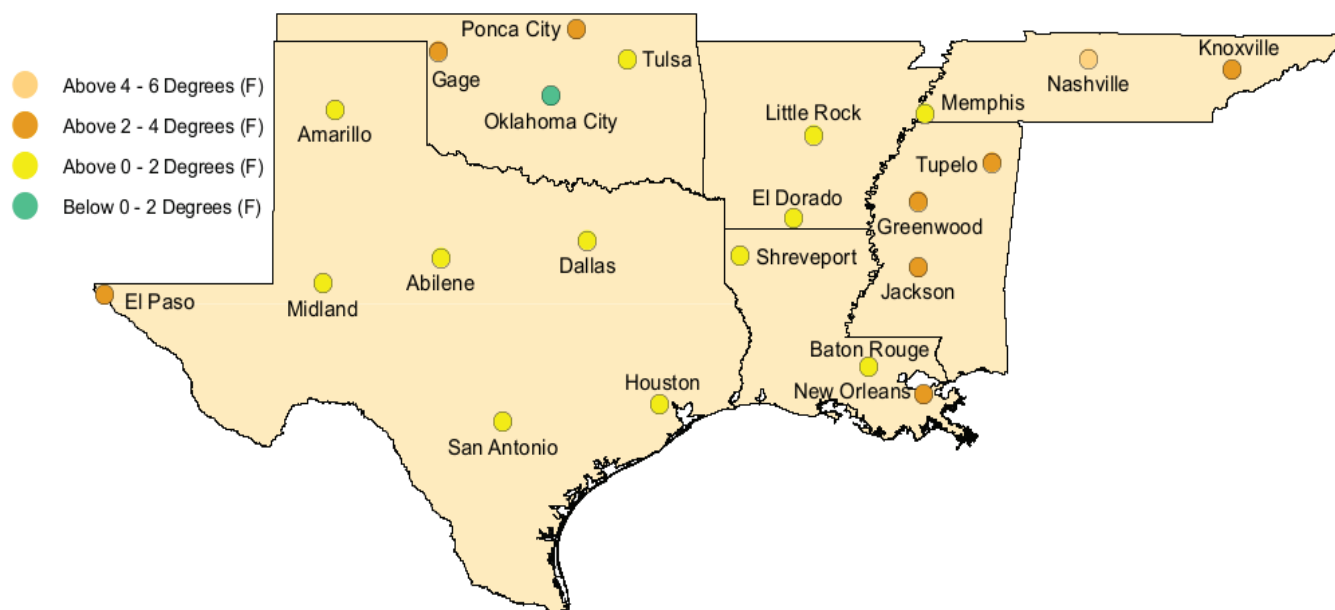 Above 4 - 6 Degrees (F)
Above 2 - 4 Degrees (F)
Above 0 - 2 Degrees (F)
Below 0 - 2 Degrees (F)
Ponca City
Gage
Tulsa
Oklahoma City
Amarillo
Little Rock
Memphis
Nashville
Knoxville
Tupelo
El Dorado
Greenwood
Shreveport
Jackson
Dallas
Abilene
Midland
El Paso
Baton Rouge
New Orleans
Houston
San Antonio